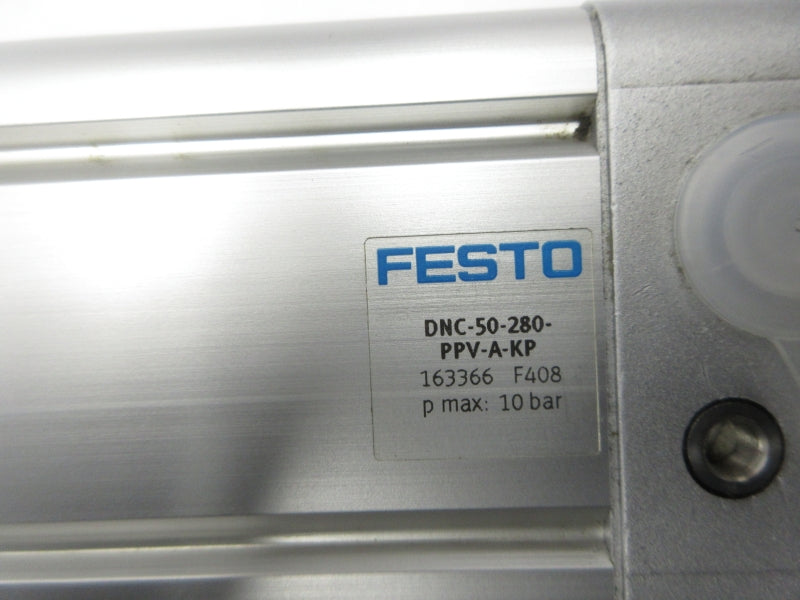 FESTO
DNC-50-280-
PPV-A-KP
163366 F408
p max: 10 bar